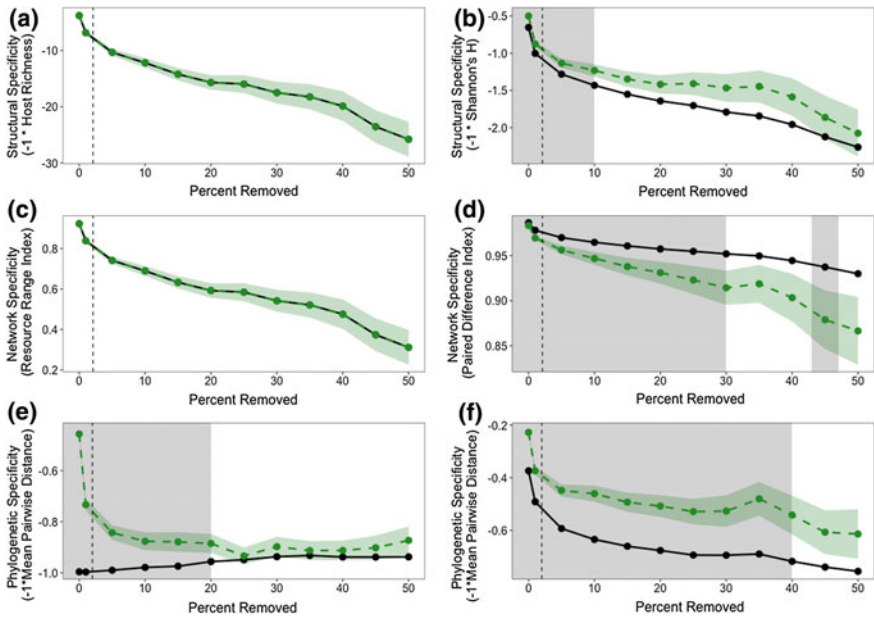 (a)
Structural Specificity
(-1 * Host Richness)
-10
-20
-30
0 10 20 30 40 50
Percent Removed
(b)
Structural Specificity
(-1 * Shannon's H)
-0.5
-1.0
-1.5
-2.0
0 10 20 30 40 50
Percent Removed
(c)
Network Specificity
(Resource Range Index)
0.8
0.6
0.4
0.2
0 10 20 30 40 50
Percent Removed
(d)
Network Specificity
(Paired Difference Index)
0.95
0.90
0.85
0 10 20 30 40 50
Percent Removed
(e)
Phylogenetic Specificity
(-1*Mean Pairwise Distance)
-0.6
-0.8
-1.0
0 10 20 30 40 50
Percent Removed
(f)
Phylogenetic Specificity
(-1*Mean Pairwise Distance)
-0.2
-0.4
-0.6
0 10 20 30 40 50
Percent Removed